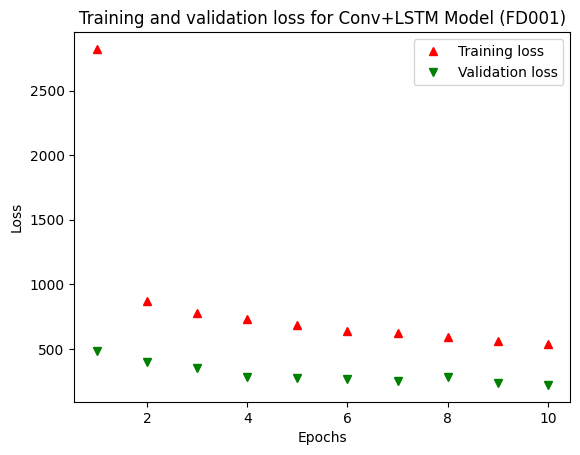 Training and validation loss for Conv+LSTM Model (FD001)
Training loss
Validation loss
2500
2000
1500
1000
500
Loss
2 4 6 8 10
Epochs